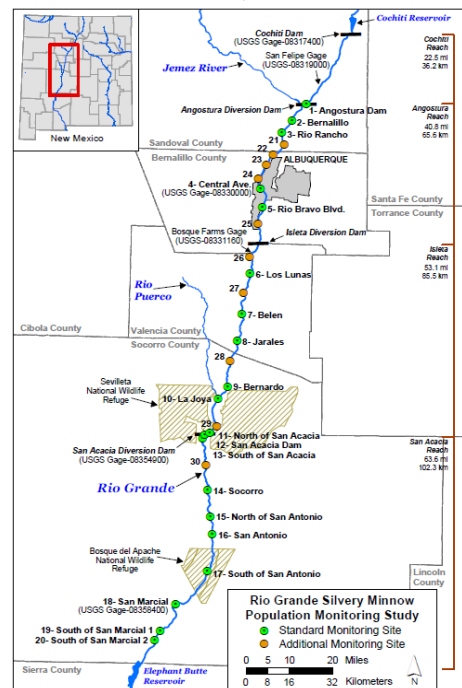 Cochiti Reservoir
Cochiti Dam
(USGS Gage-08317400)
San Felipe Gage
(USGS-08319000)
Cochiti
Reach
22.5 mi
36.2 km
Jemez River
New Mexico
Angostura Diversion Dam
1- Angostura Dam
Angostura
Reach
40.8 mi
65.6 km
2- Bernalillo
3- Rio Rancho
21
Sandoval County
Bernalillo County
22
23
ALBUQUERQUE
24
4- Central Ave.
(USGS Gage-08330000)
5- Rio Bravo Blvd.
Santa Fe County
Torrance County
25
Bosque Farms Gage
(USGS-08331160)
Isleta Diversion Dam
Isleta
Reach
53.1 mi
85.5 km
26
6- Los Lunas
Rio
Puerco
27
7- Belen
Cibola County
Valencia County
Socorro County
8- Jarales
28
Sevilleta
National Wildlife
Refuge
9- Bernardo
10- La Joya
29
11- North of San Acacia
12- San Acacia Dam
13- South of San Acacia
San Acacia Diversion Dam
(USGS Gage-08354900)
San Acacia
Reach
63.6 mi
102.3 km
30
Rio Grande
14- Socorro
15- North of San Antonio
16- San Antonio
Bosque del Apache
National Wildlife
Refuge
17- South of San Antonio
Lincoln
County
18- San Marcial
(USGS Gage-08358400)
19- South of San Marcial 1
20- South of San Marcial 2
Sierra County
Elephant Butte
Reservoir
Rio Grande Silvery Minnow
Population Monitoring Study
Standard Monitoring Site
Additional Monitoring Site
0 5 10 20 Miles
0 8 16 32 Kilometers
N